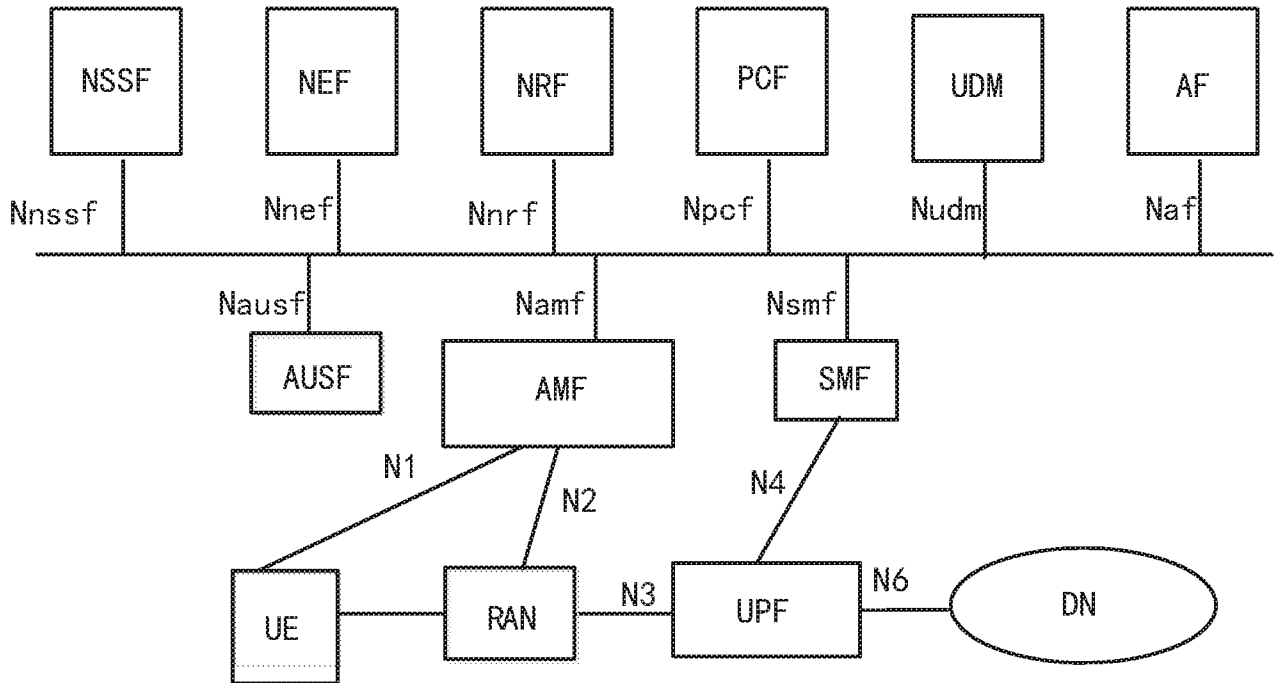 NSSF NEF NRF PCF UDM AF
Nnssf Nnef Nnrf Npcf Nudm Naf
Nausf Namf Nsmf
AUSF AMF SMF
N1 N2 N4
UE RAN N3 UPF N6 DN